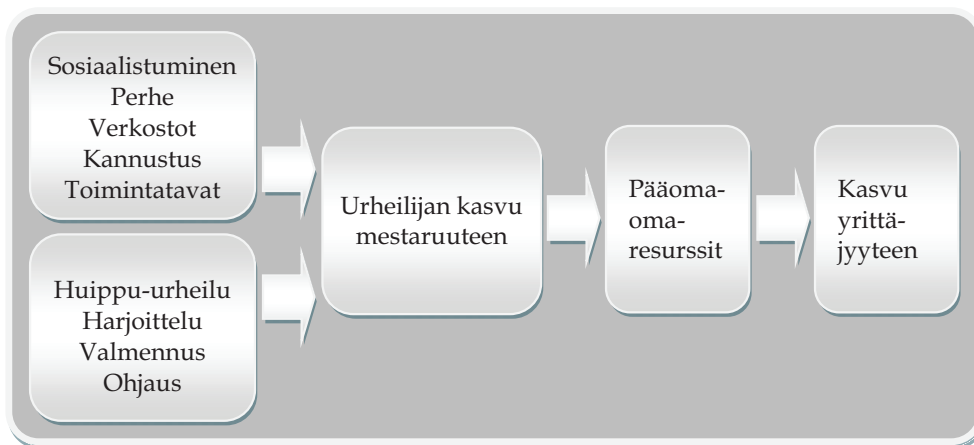 Sosiaalistuminen
Perhe
Verkostot
Kannustus
Toimintatavat
Huippu-urheilu
Harjoittelu
Valmennus
Ohjaus
Urheilijan kasvu
mestaruuteen
Pääoma-
oma-
resurssit
Kasvu
yrittä-
jyyteen